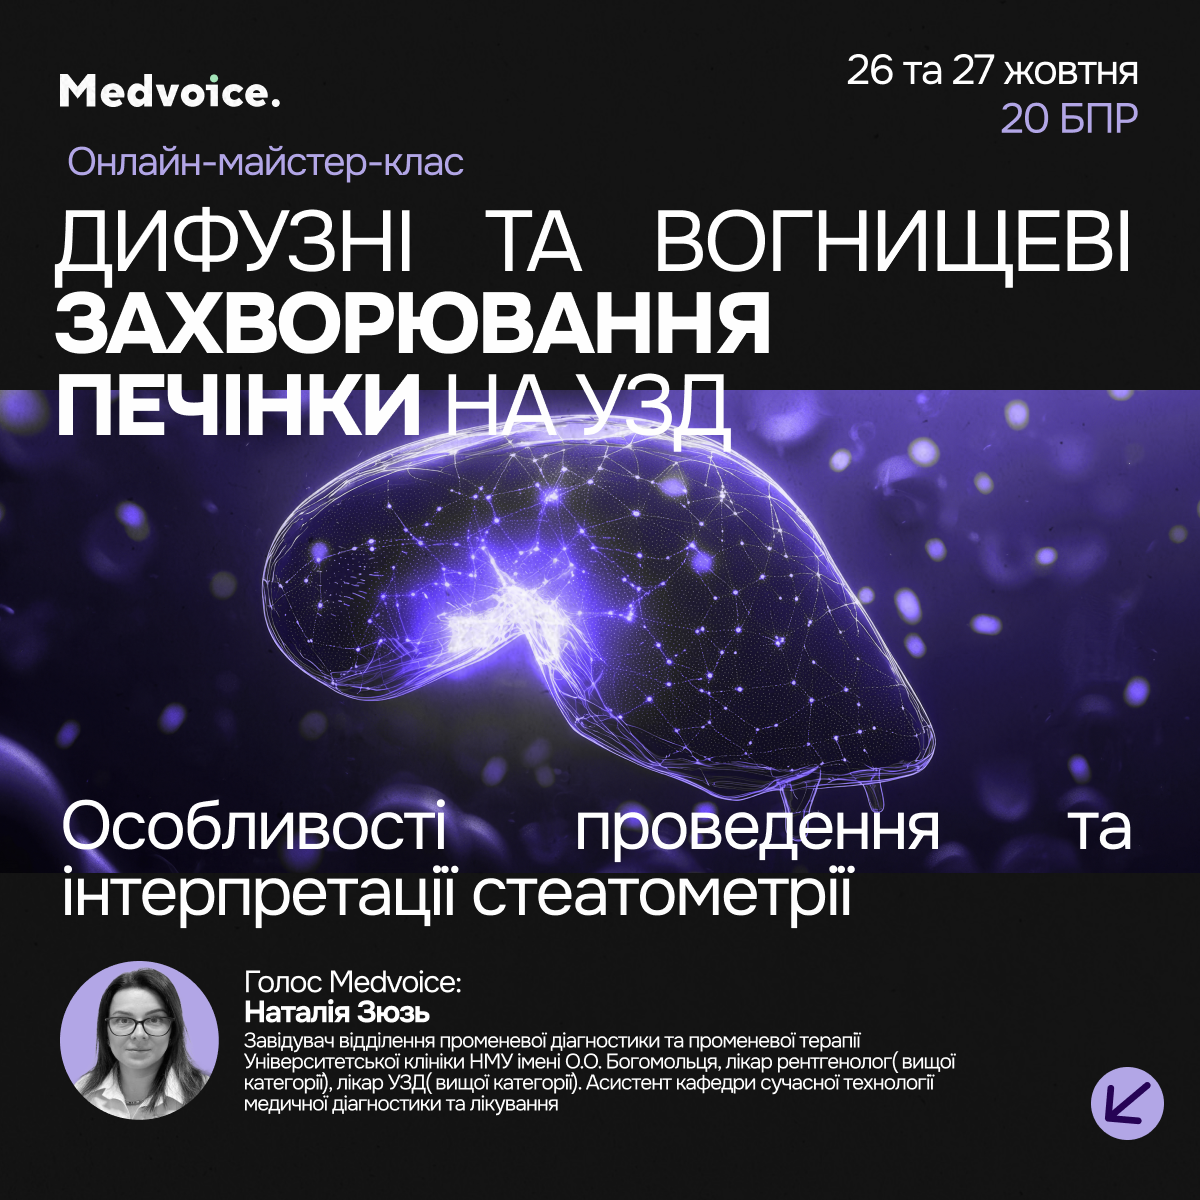 Medvoice.
26 та 27 жовтня
20 БПР
Онлайн-майстер-клас
ДИФУЗНІ ТА ВОГНИЩЕВІ
ЗАХВОРЮВАННЯ
ПЕЧІНКИ НА УЗД
Особливості проведення та
інтерпретації стеатометрії
Голос Medvoice:
Наталія Зюзь
Завідувач відділення променевої діагностики та променевої терапії
Університетської клініки НМУ імені О.О. Богомольця, лікар рентгенолог( вищої
категорії), лікар УЗД( вищої категорії). Асистент кафедри сучасної технології
медичної діагностики та лікування